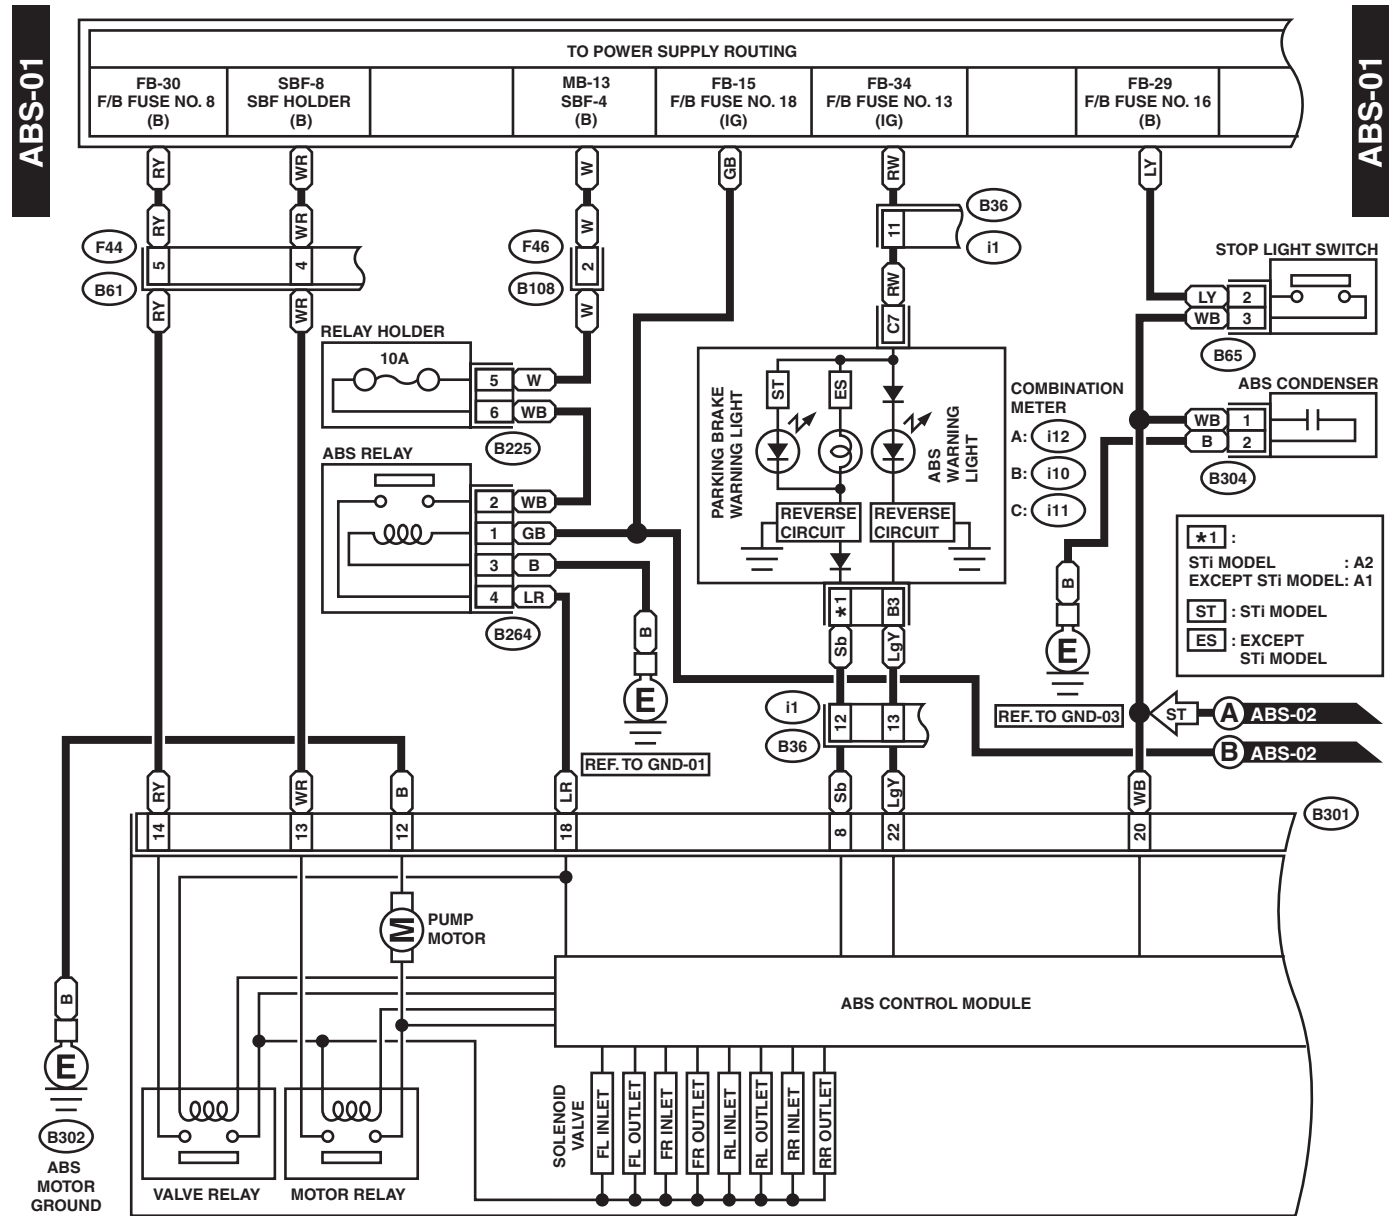 ABS-01
ABS-01
TO POWER SUPPLY ROUTING
FB-30
F/B FUSE NO. 8
(B)
SBF-8
SBF HOLDER
(B)
MB-13
SBF-4
(B)
FB-15
F/B FUSE NO. 18
(IG)
FB-34
F/B FUSE NO. 13
(IG)
FB-29
F/B FUSE NO. 16
(B)
RY
WR
W
GB
RW
LY
RY
WR
W
11
B36
i1
F44
B61
5
4
F46
B108
2
RW
C7
RY
WR
W
STOP LIGHT SWITCH
LY
2
WB
3
B65
RELAY HOLDER
10A
5
W
6
WB
B225
ABS RELAY
2
WB
1
GB
3
B
4
LR
B264
B
E
REF. TO GND-01
PARKING BRAKE
WARNING LIGHT
ST
ES
ABS
WARNING
LIGHT
REVERSE
CIRCUIT
REVERSE
CIRCUIT
COMBINATION
METER
A: i12
B: i10
C: i11
ABS CONDENSER
WB
1
B
2
B304
B
E
REF. TO GND-03
*1 :
STi MODEL : A2
EXCEPT STi MODEL: A1
ST : STi MODEL
ES : EXCEPT
STi MODEL
*1
B3
Sb
LgY
i1
B36
12
13
ST
A ABS-02
B ABS-02
RY
WR
B
LR
Sb
LgY
WB
B301
14
13
12
18
8
22
20
M
PUMP
MOTOR
ABS CONTROL MODULE
B
E
B302
ABS
MOTOR
GROUND
VALVE RELAY
MOTOR RELAY
SOLENOID
VALVE
FL INLET
FL OUTLET
FR INLET
FR OUTLET
RL INLET
RL OUTLET
RR INLET
RR OUTLET